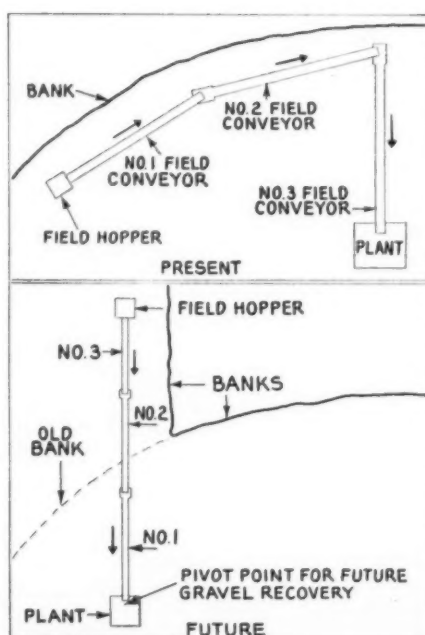 BANK
NO.2 FIELD
CONVEYOR
NO.1 FIELD
CONVEYOR
NO.3 FIELD
CONVEYOR
FIELD HOPPER
PLANT
PRESENT
FIELD HOPPER
NO.3
BANKS
NO.2
OLD
BANK
NO.1
PIVOT POINT FOR FUTURE
GRAVEL RECOVERY
PLANT
FUTURE